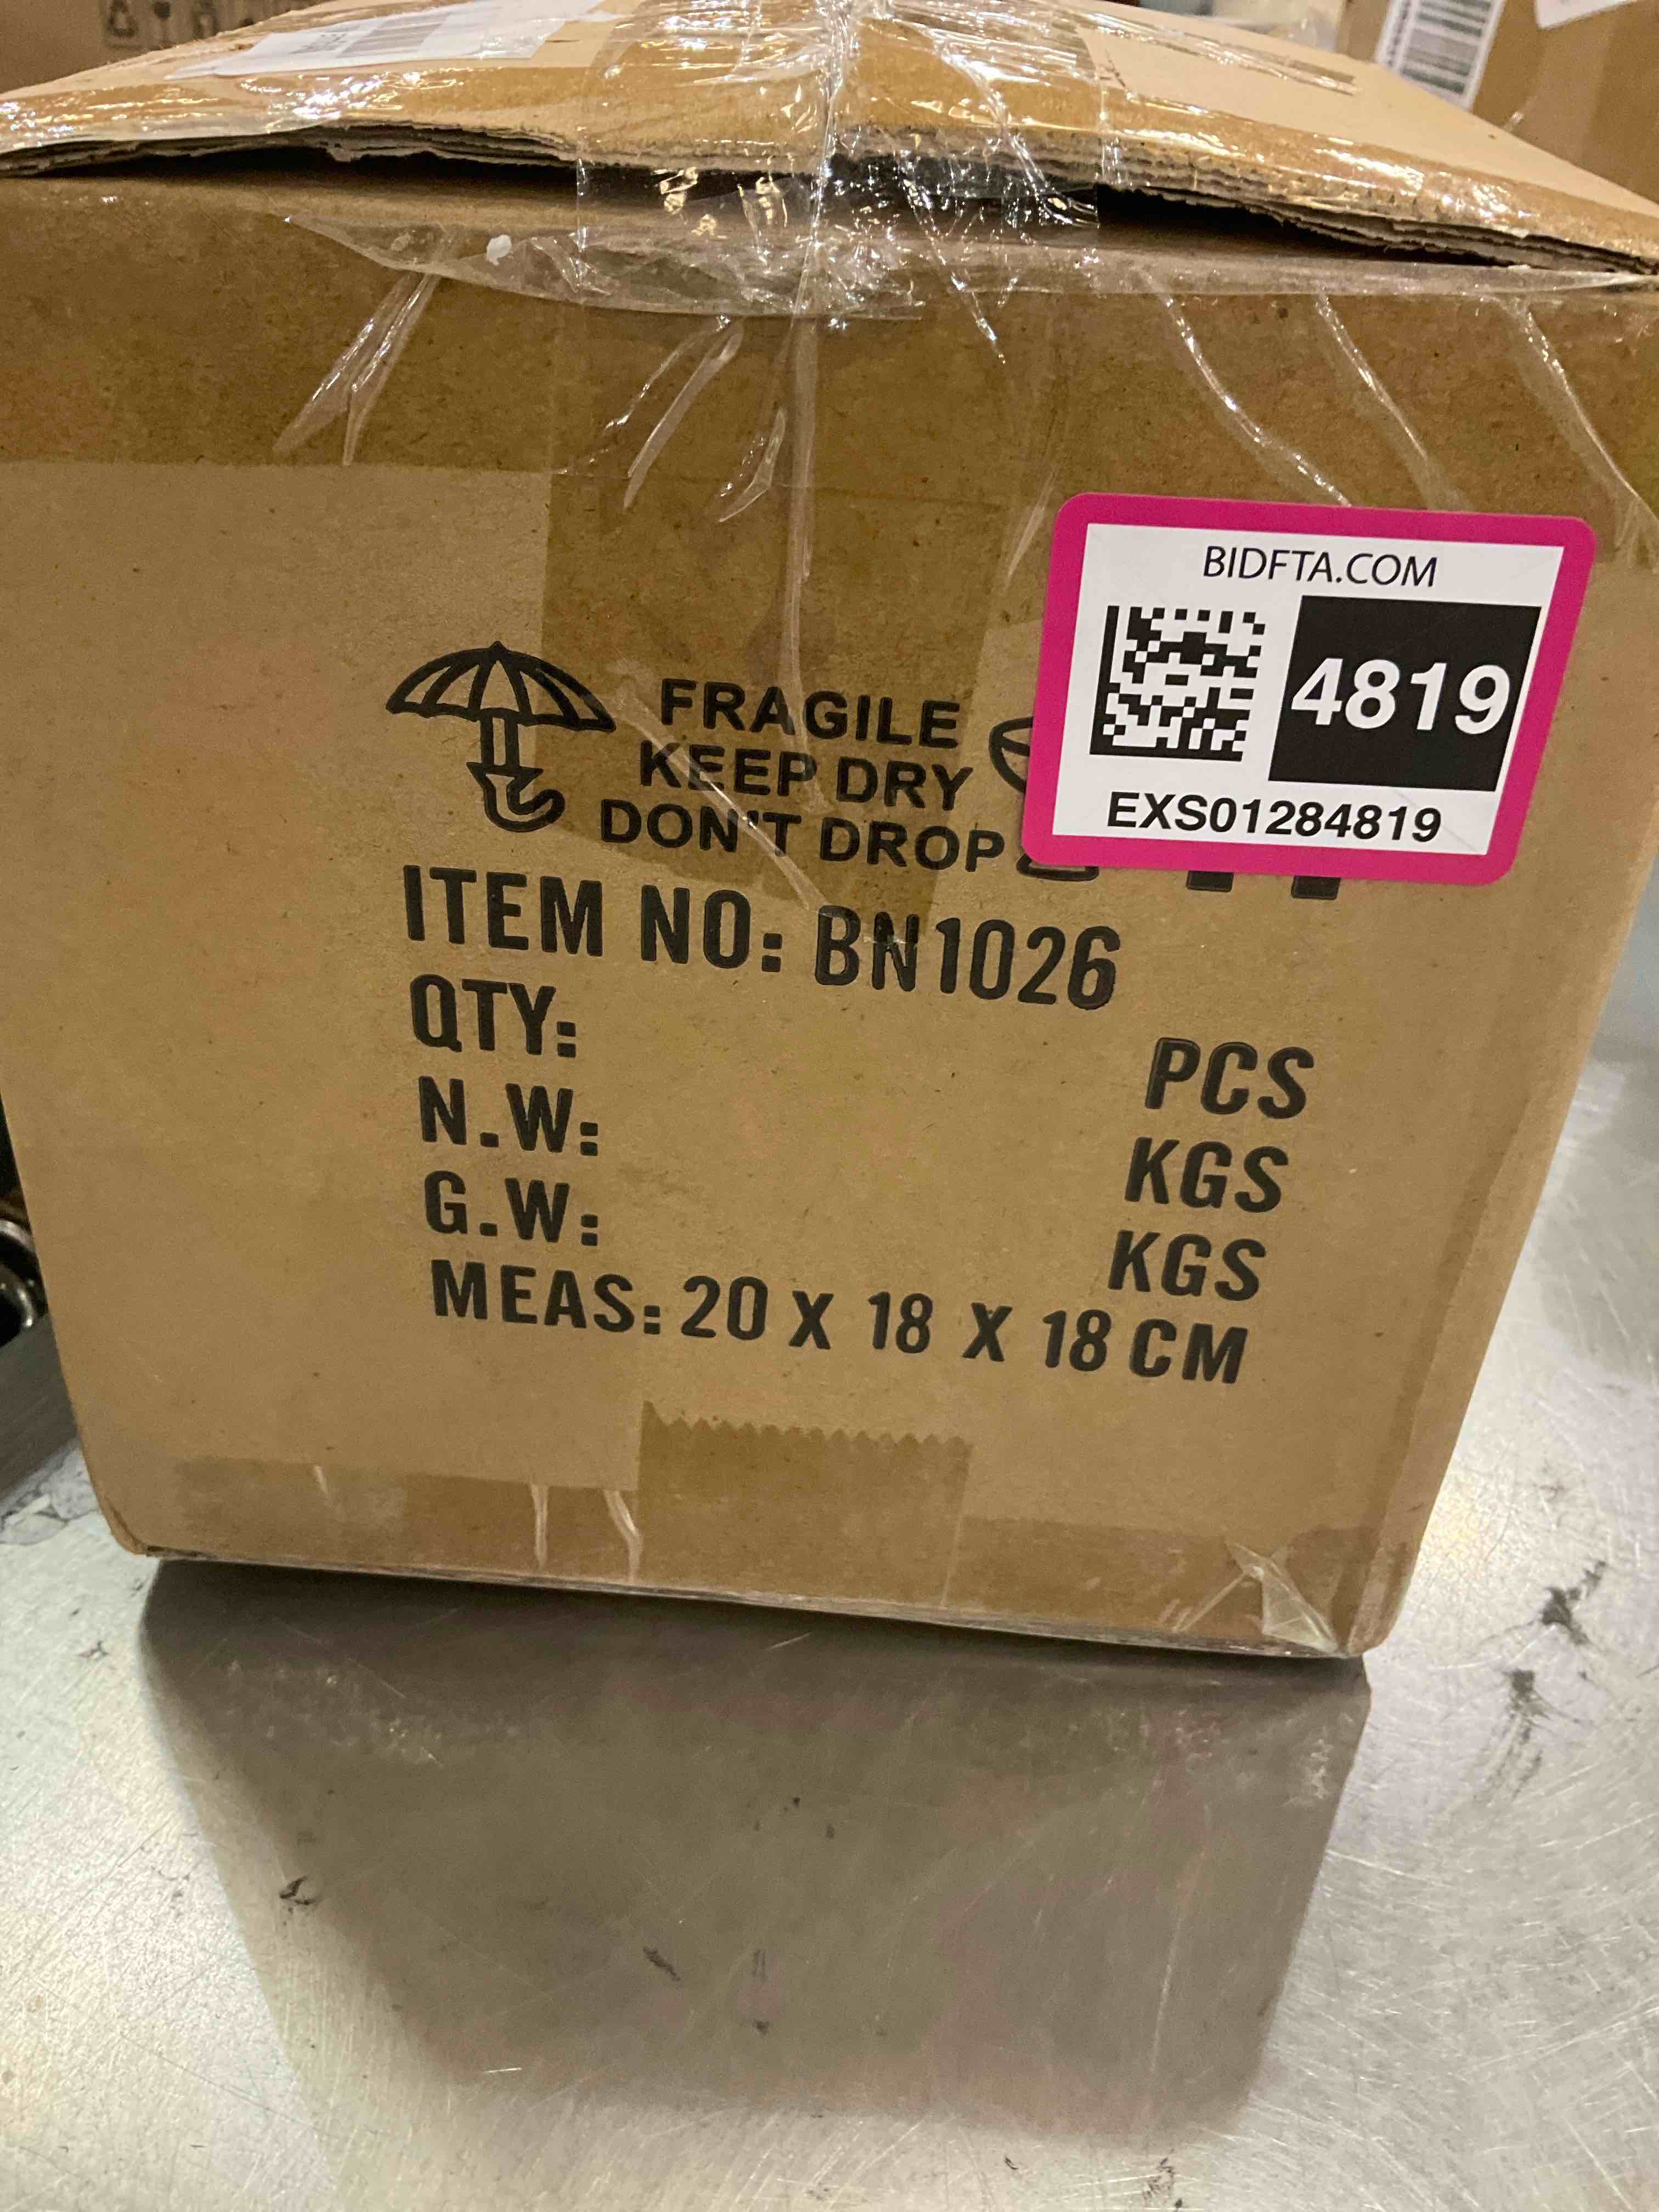 BIDFTA.COM
4819
EXS01284819
FRAGILE
KEEP DRY
DON'T DROP
ITEM NO: BN1026
QTY: PCS
N.W: KGS
G.W: KGS
MEAS: 20 X 18 X 18 CM